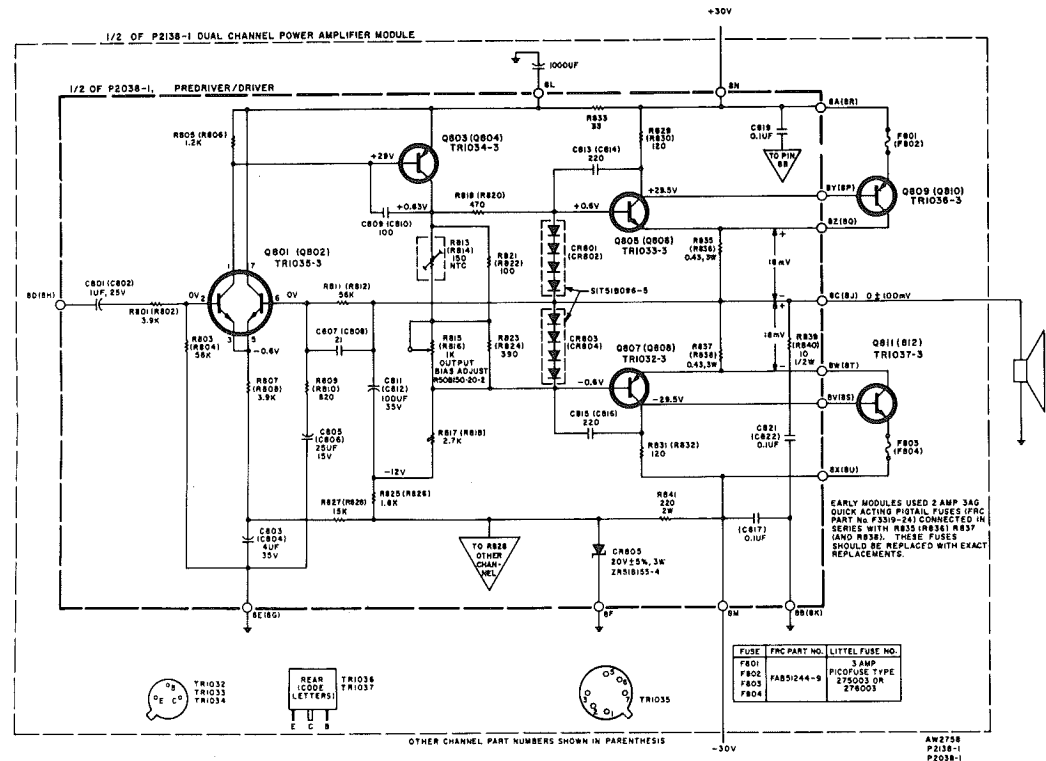 +30V
1/2 OF P2138-1 DUAL CHANNEL POWER AMPLIFIER MODULE
1000UF
8L
8N
1/2 OF P2038-1, PREDRIVER/DRIVER
R805 (R806)
1.2K
Q803 (Q804)
TR1034-3
+29V
R833
33
C813 (C814)
220
R829
(R830)
120
C819
0.1UF
TO PIN
8B
8A(8R)
F801
(F802)
+29.5V
8Y(8P)
Q809 (Q810)
TR1036-3
8Z(8Q)
C809 (C810)
100
+0.63V
R819 (R820)
470
+0.6V
Q805 (Q806)
TR1033-3
R835
(R836)
0.43, 3W
+
18mV
-
R813
(R814)
150
NTC
R821
(R822)
100
CR801
(CR802)
SIT518096-5
Q801 (Q802)
TR1035-3
1
7
8D(8H)
C801 (C802)
1UF, 25V
R801 (R802)
3.9K
0V
2
6
0V
3
5
-0.6V
R811 (R812)
56K
8C(8J)
0±100mV
R803
(R804)
56K
C807 (C808)
21
R815
(R816)
1K
OUTPUT
BIAS ADJUST
R508150-20-2
R823
(R824)
390
CR803
(CR804)
Q807 (Q808)
TR1032-3
R837
(R838)
0.43, 3W
+
18mV
-
R839
(R840)
10
1/2W
Q811 (812)
TR1037-3
8W(8T)
R807
(R808)
3.9K
R809
(R810)
820
C811
(C812)
100UF
35V
-0.6V
-29.5V
8V(8S)
C815 (C816)
220
C805
(C806)
25UF
15V
R817 (R818)
2.7K
R831 (R832)
120
C821
(C822)
0.1UF
F803
(F804)
-12V
R825 (R826)
1.8K
8X(8U)
R827 (R828)
15K
R841
220
2W
C803
(C804)
4UF
35V
TO R828
OTHER
CHAN-
NEL
CR805
20V±5%, 3W
ZR518155-4
(C817)
0.1UF
EARLY MODULES USED 2 AMP 3AG
QUICK ACTING PIGTAIL FUSES (FRC
PART No. F3319-24) CONNECTED IN
SERIES WITH R835 (R836) R837
(AND R838). THESE FUSES
SHOULD BE REPLACED WITH EXACT
REPLACEMENTS.
8E(8G)
8F
8M
8B(8K)
FUSE FRC PART NO. LITTEL FUSE NO.
F801
F802
F803
F804
FA851244-9
3 AMP
PICOFUSE TYPE
275003 OR
276003
B
E C
TR1032
TR1033
TR1034
REAR
(CODE
LETTERS)
E C B
TR1036
TR1037
5
6
7
3
2
1
TR1035
OTHER CHANNEL PART NUMBERS SHOWN IN PARENTHESIS
-30V
AW2758
P2138-1
P2038-1